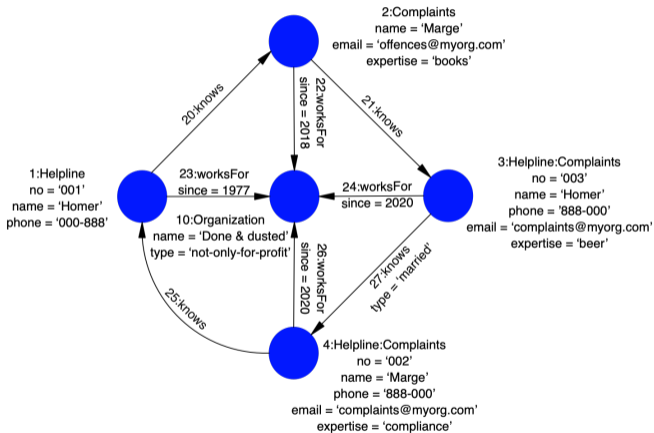 2:Complaints
name = ‘Marge’
email = ‘offences@myorg.com’
expertise = ‘books’
20:knows
22:worksFor
since = 2018
21:knows
1:Helpline
no = ‘001’
name = ‘Homer’
phone = ‘000-888’
23:worksFor
since = 1977
24:worksFor
since = 2020
3:Helpline:Complaints
no = ‘003’
name = ‘Homer’
phone = ‘888-000’
email = ‘complaints@myorg.com’
expertise = ‘beer’
10:Organization
name = ‘Done & dusted’
type = ‘not-only-for-profit’
25:knows
26:worksFor
since = 2020
27:knows
type = ‘married’
4:Helpline:Complaints
no = ‘002’
name = ‘Marge’
phone = ‘888-000’
email = ‘complaints@myorg.com’
expertise = ‘compliance’